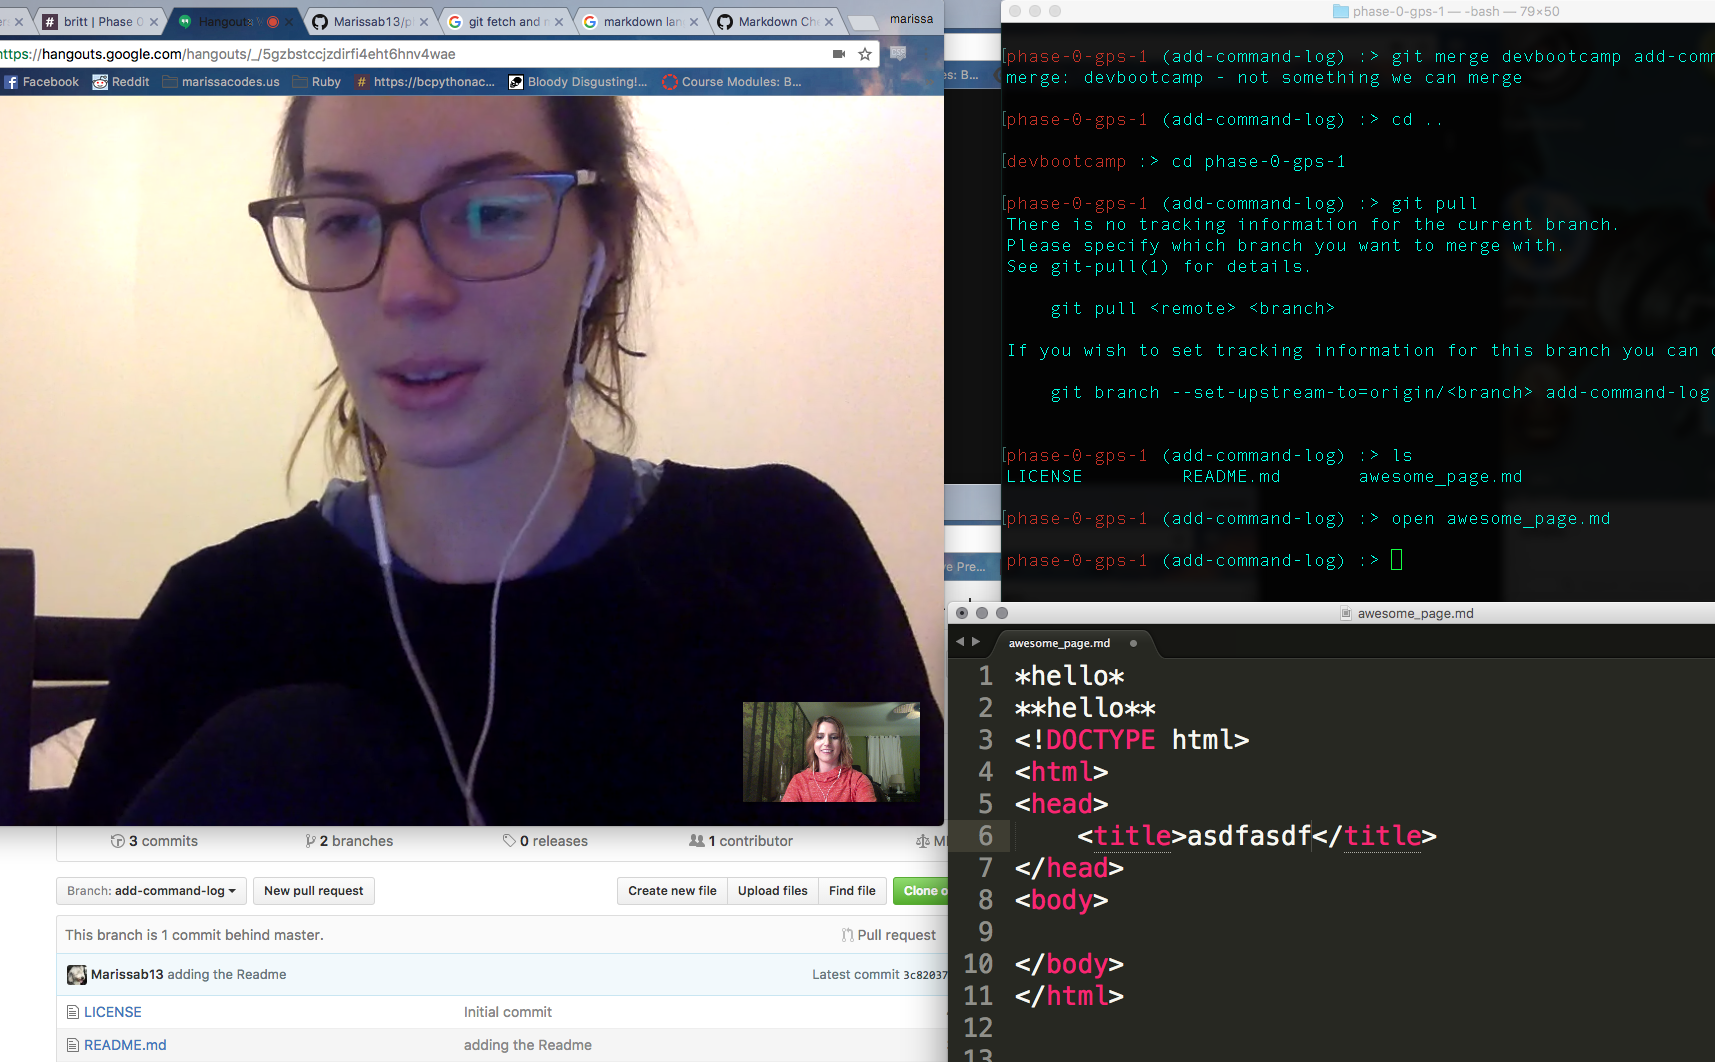 britt | Phase 0
Hangouts
Marissab13/p
git fetch and
markdown lan
Markdown Che
marissa
https://hangouts.google.com/hangouts/_/5gzbstccjzdirfi4eht6hnv4wae
Facebook
Reddit
marissacodes.us
Ruby
https://bcpythonac...
Bloody Disgusting!...
Course Modules: B...
es: B...
phase-0-gps-1 — -bash — 79×50
[phase-0-gps-1 (add-command-log) :> git merge devbootcamp add-com
merge: devbootcamp - not something we can merge
[phase-0-gps-1 (add-command-log) :> cd ..
[devbootcamp :> cd phase-0-gps-1
[phase-0-gps-1 (add-command-log) :> git pull
There is no tracking information for the current branch.
Please specify which branch you want to merge with.
See git-pull(1) for details.
git pull <remote> <branch>
If you wish to set tracking information for this branch you can
git branch --set-upstream-to=origin/<branch> add-command-log
[phase-0-gps-1 (add-command-log) :> ls
LICENSE README.md awesome_page.md
[phase-0-gps-1 (add-command-log) :> open awesome_page.md
phase-0-gps-1 (add-command-log) :>
ve Pre...
awesome_page.md
awesome_page.md
1 *hello*
2 **hello**
3 <!DOCTYPE html>
4 <html>
5 <head>
6 <title>asdfasdf</title>
7 </head>
8 <body>
9
10 </body>
11 </html>
12
13
3 commits
2 branches
0 releases
1 contributor
MI
Branch: add-command-log
New pull request
Create new file
Upload files
Find file
Clone o
This branch is 1 commit behind master.
Pull request
Marissab13 adding the Readme
Latest commit 3c82037
LICENSE Initial commit
README.md adding the Readme